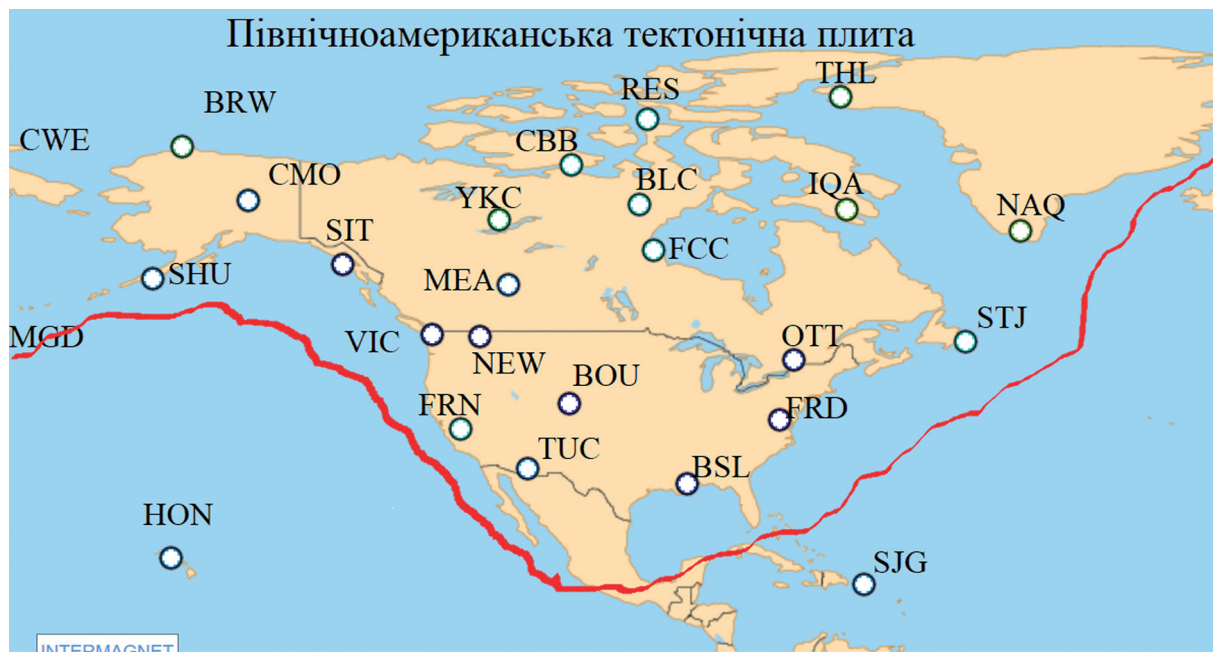 Північноамериканська тектонічна плита
THL
RES
BRW
CWE
CBB
CMO
BLC
IQA
YKC
NAQ
SIT
FCC
SHU
MEA
STJ
MGD
VIC
OTT
NEW
BOU
FRN
FRD
TUC
BSL
HON
SJG
INTERMAGNET